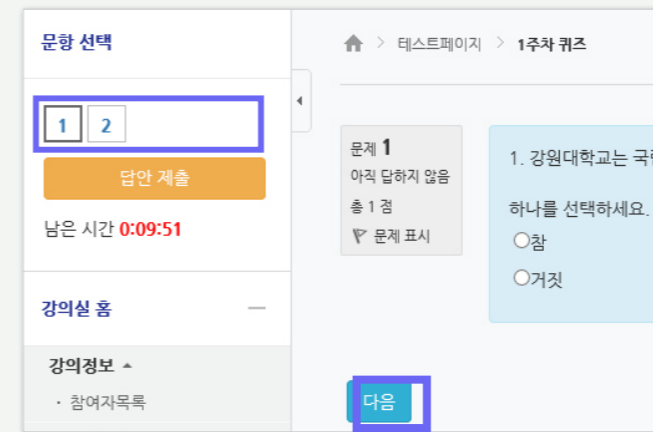 문항 선택
1 2
답안 제출
남은 시간 0:09:51
강의실 홈
강의정보
· 참여자목록
테스트페이지 > 1주차 퀴즈
문제 1
아직 답하지 않음
총 1 점
문제 표시
1. 강원대학교는
하나를 선택하세요.
참
거짓
다음